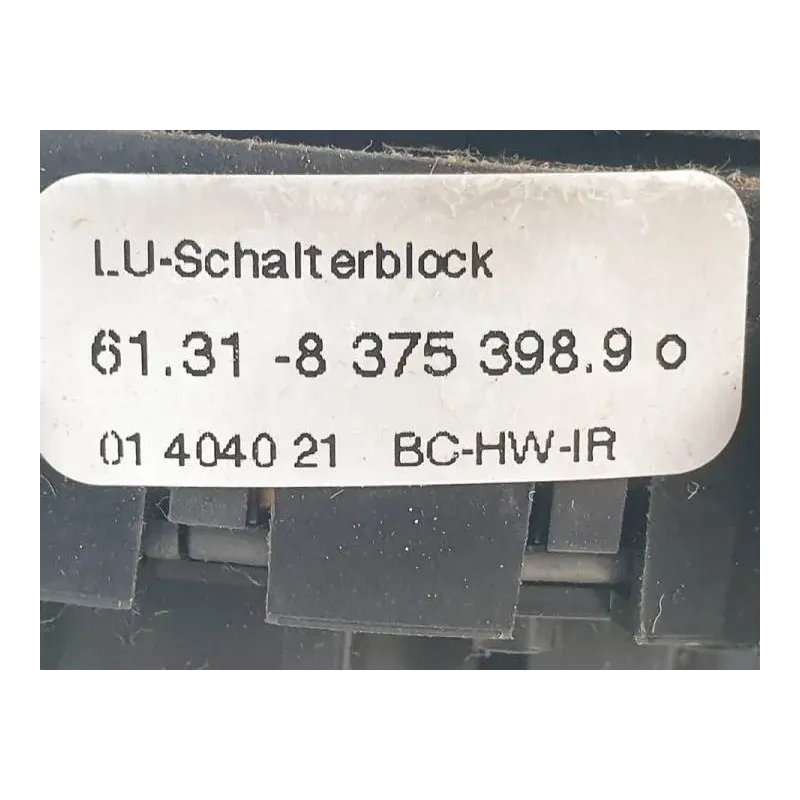 LU-Schalterblock
61.31 -8 375 398.9 o
01 4040 21 BC-HW-IR